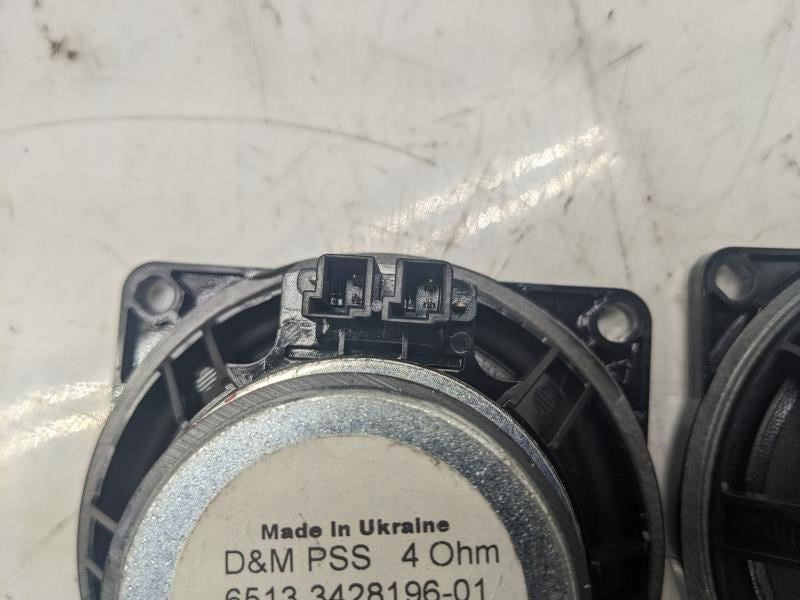 Made in Ukraine
D&M PSS 4 Ohm
6513 3428196-01